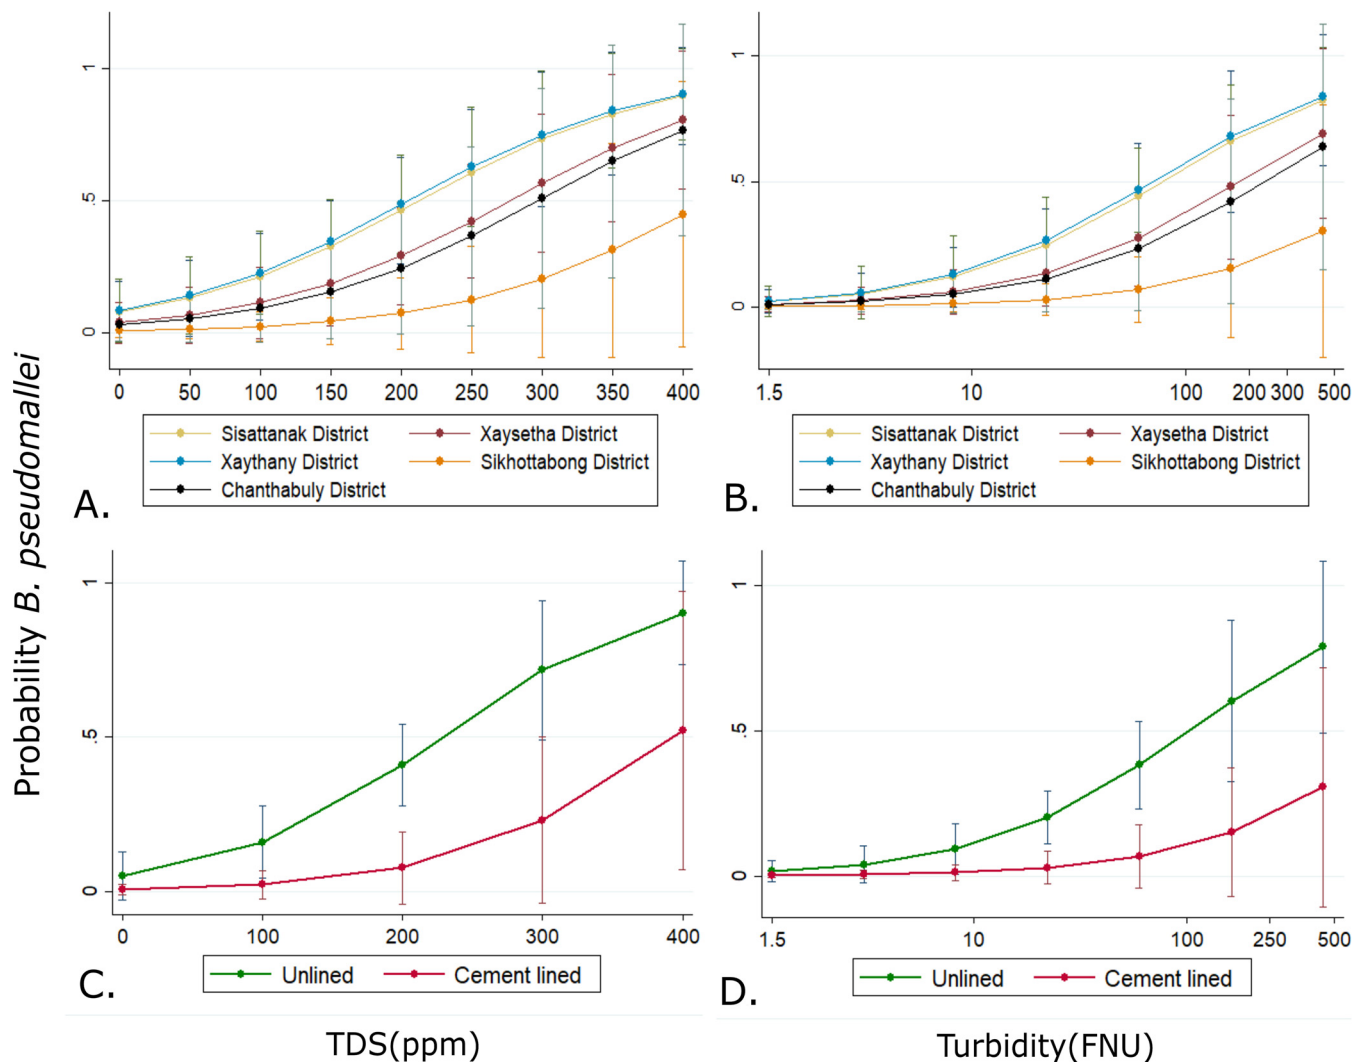 Probability B. pseudomallei
1
.5
0
0 50 100 150 200 250 300 350 400
Sisattanak District Xaysetha District
Xaythany District Sikhottabong District
Chanthabuly District
A.
1
.5
0
1.5 10 100 200 300 500
Sisattanak District Xaysetha District
Xaythany District Sikhottabong District
Chanthabuly District
B.
1
.5
0
0 100 200 300 400
Unlined Cement lined
C.
1
.5
0
1.5 10 100 250 500
Unlined Cement lined
D.
TDS(ppm)
Turbidity(FNU)